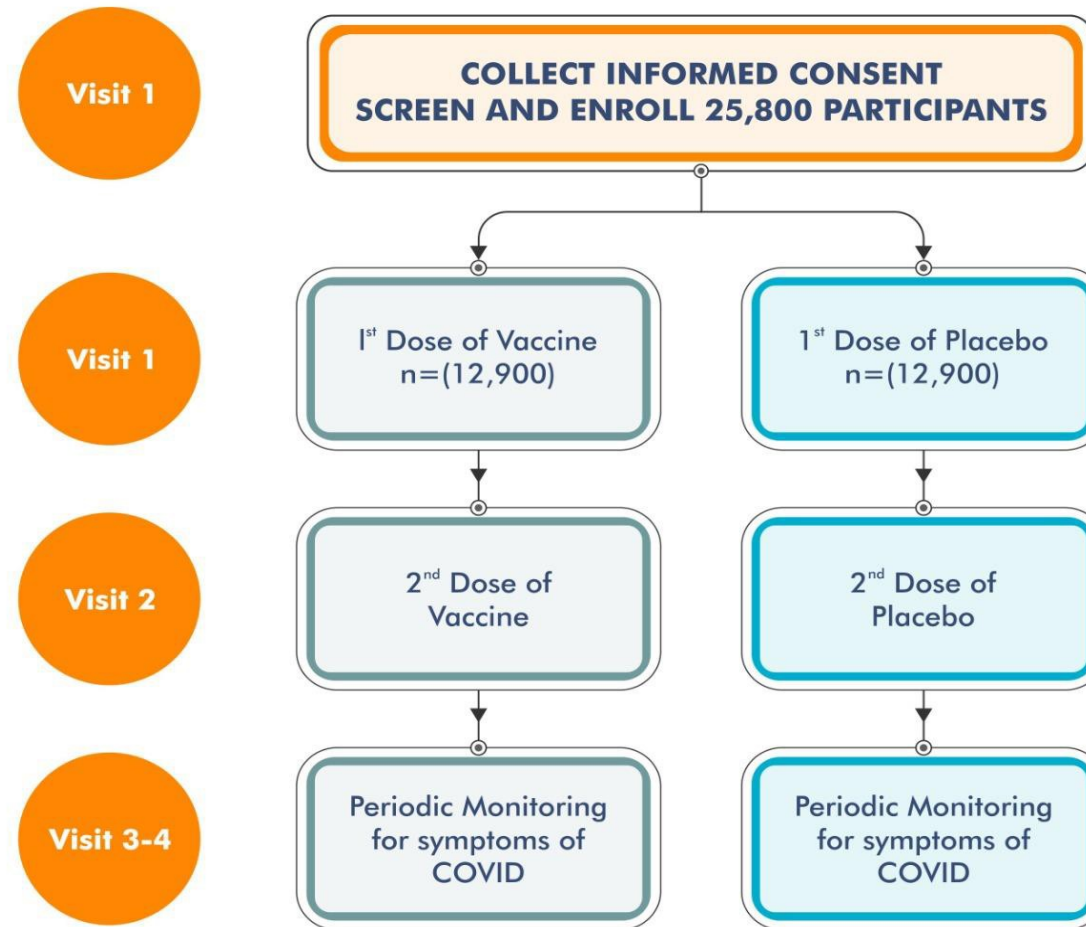 Visit 1
COLLECT INFORMED CONSENT
SCREEN AND ENROLL 25,800 PARTICIPANTS
Visit 1
Ist Dose of Vaccine
n=(12,900)
1st Dose of Placebo
n=(12,900)
Visit 2
2nd Dose of
Vaccine
2nd Dose of
Placebo
Visit 3-4
Periodic Monitoring
for symptoms of
COVID
Periodic Monitoring
for symptoms of
COVID